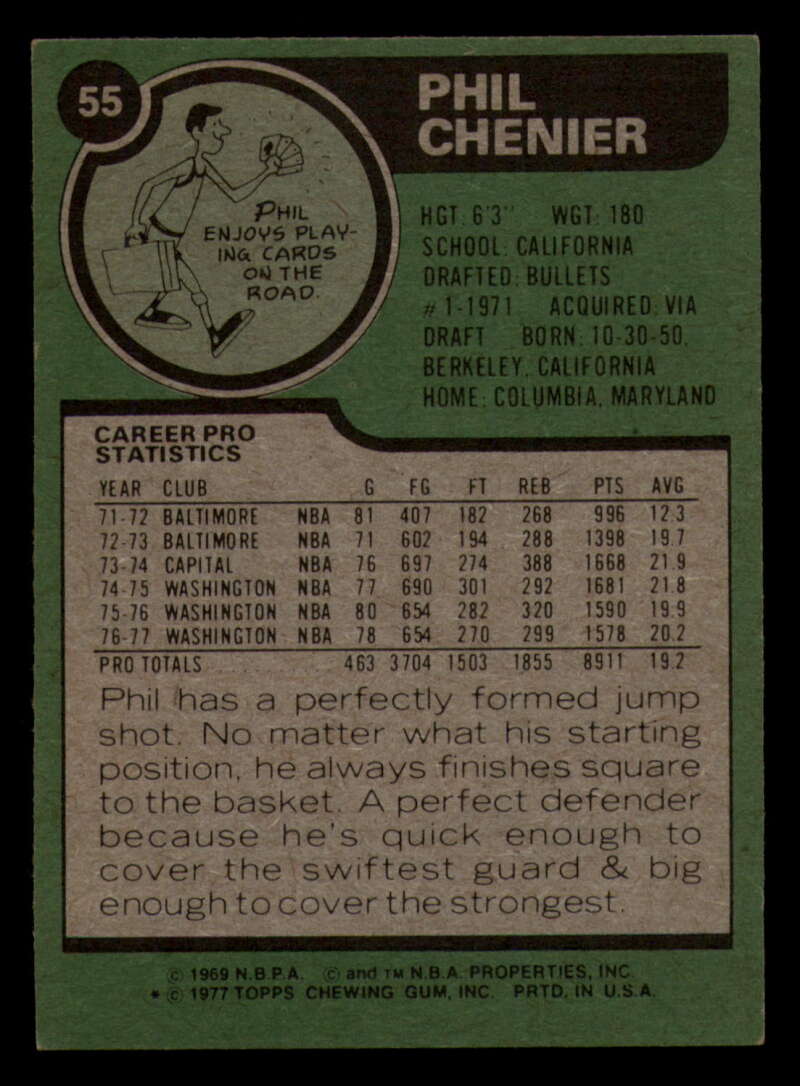 55
PHIL
CHENIER
PHIL
ENJOYS PLAY-
ING CARDS
ON THE
ROAD.
HGT: 6'3" WGT: 180
SCHOOL: CALIFORNIA
DRAFTED: BULLETS
#1-1971 ACQUIRED: VIA
DRAFT BORN: 10-30-50,
BERKELEY, CALIFORNIA
HOME: COLUMBIA, MARYLAND
CAREER PRO
STATISTICS
YEAR CLUB G FG FT REB PTS AVG
71-72 BALTIMORE NBA 81 407 182 268 996 12.3
72-73 BALTIMORE NBA 71 602 194 288 1398 19.7
73-74 CAPITAL NBA 76 697 274 388 1668 21.9
74-75 WASHINGTON NBA 77 690 301 292 1681 21.8
75-76 WASHINGTON NBA 80 654 282 320 1590 19.9
76-77 WASHINGTON NBA 78 654 270 299 1578 20.2
PRO TOTALS 463 3704 1503 1855 8911 19.2
Phil has a perfectly formed jump
shot. No matter what his starting
position, he always finishes square
to the basket. A perfect defender
because he's quick enough to
cover the swiftest guard & big
enough to cover the strongest.
© 1969 N.B.P.A. © and TM N.B.A. PROPERTIES, INC.
* © 1977 TOPPS CHEWING GUM, INC. PRTD. IN U.S.A.